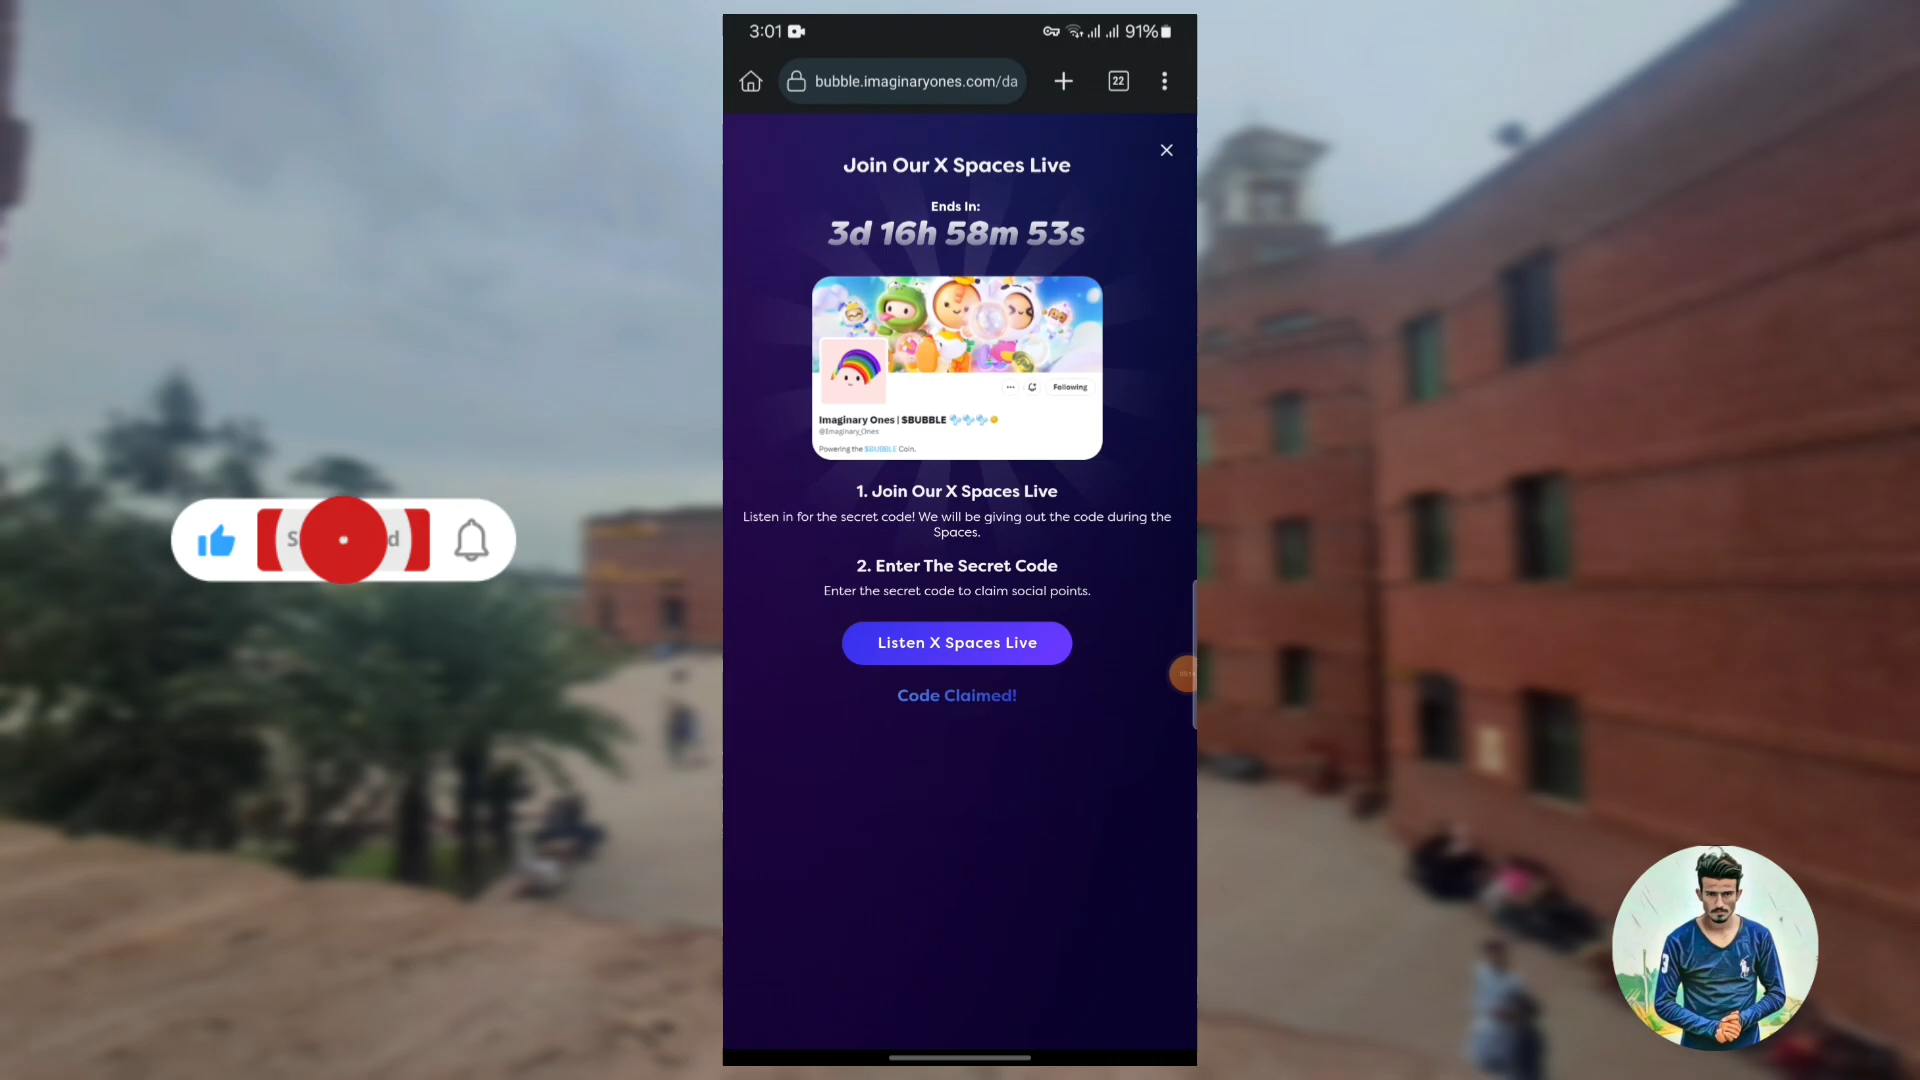 3:01
91%
bubble.imaginaryones.com/da
22
Join Our X Spaces Live
Ends In:
3d 16h 58m 53s
Following
Imaginary Ones | $BUBBLE
@Imaginary_Ones
Powering the $BUBBLE Coin.
1. Join Our X Spaces Live
Listen in for the secret code! We will be giving out the code during the
Spaces.
2. Enter The Secret Code
Enter the secret code to claim social points.
Listen X Spaces Live
Code Claimed!
3